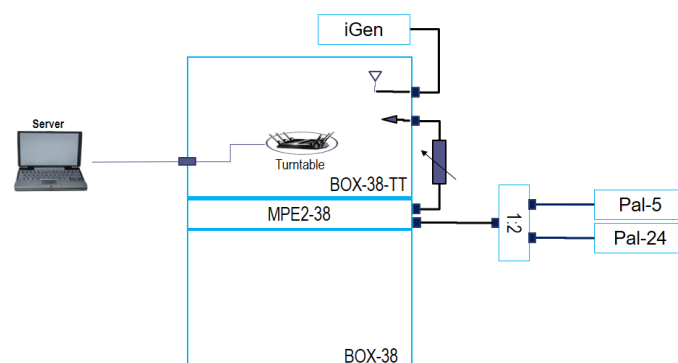 iGen
Server
Turntable
BOX-38-TT
MPE2-38
1:2
Pal-5
Pal-24
BOX-38